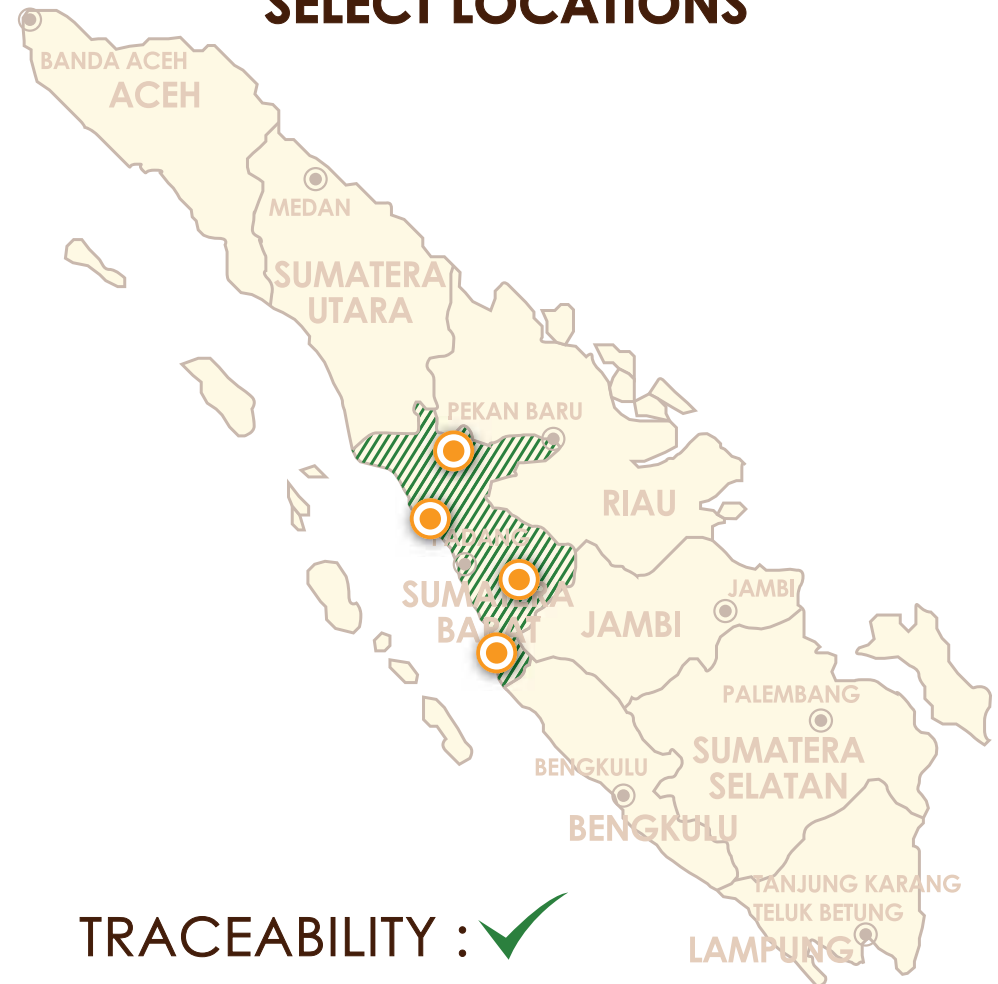 SELECT LOCATIONS
BANDA ACEH
ACEH
MEDAN
SUMATERA
UTARA
PEKAN BARU
RIAU
PADANG
SUMATERA
BARAT
JAMBI
JAMBI
PALEMBANG
SUMATERA
SELATAN
BENGKULU
BENGKULU
TANJUNG KARANG
TELUK BETUNG
LAMPUNG
TRACEABILITY :